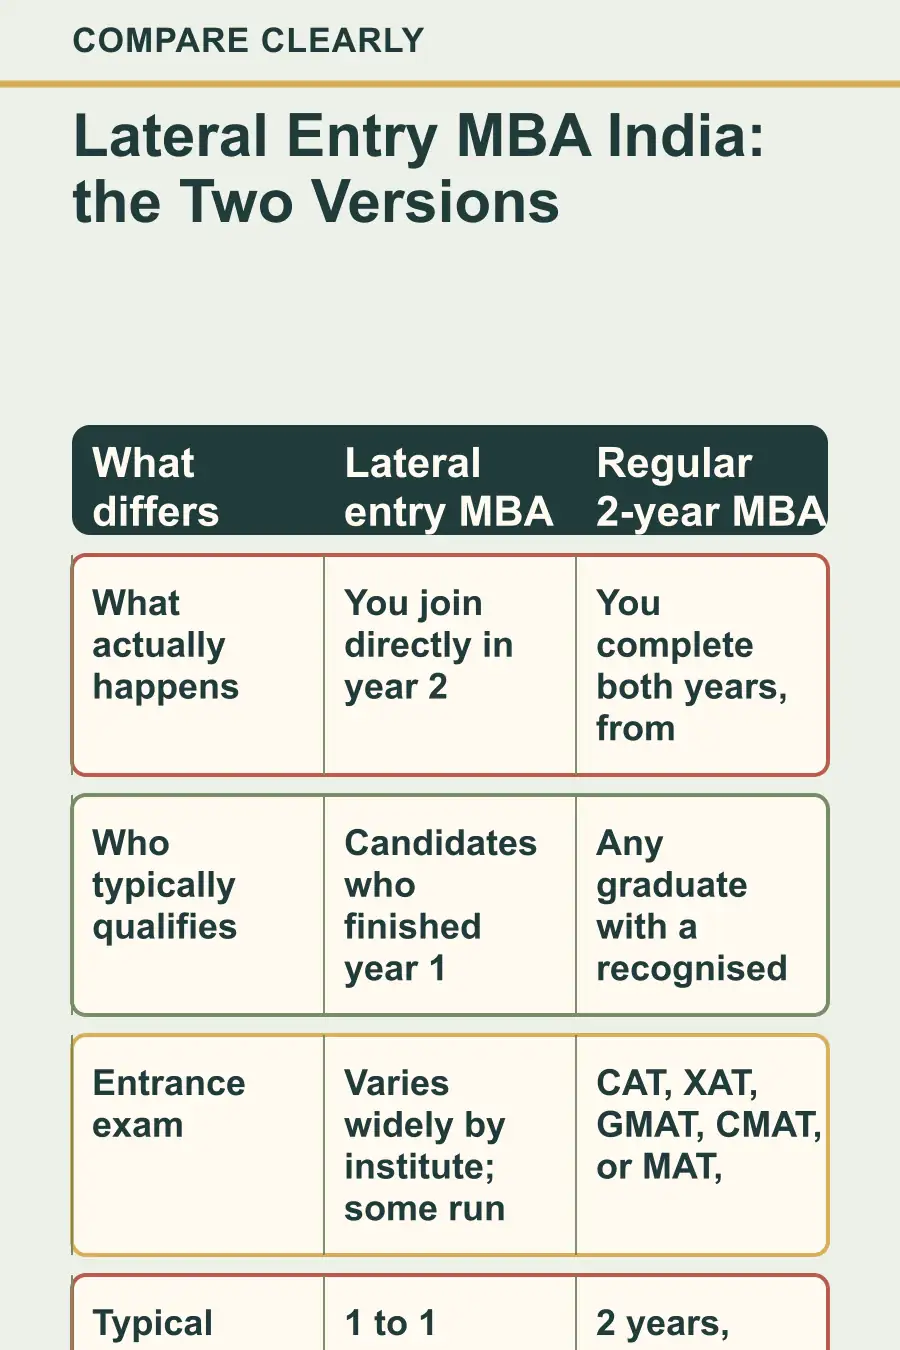 COMPARE CLEARLY
Lateral Entry MBA India:
the Two Versions
What
differs
Lateral
entry MBA
Regular
2-year MBA
What
actually
happens
You join
directly in
year 2
You
complete
both years,
from
Who
typically
qualifies
Candidates
who
finished
year 1
Any
graduate
with a
recognised
Entrance
exam
Varies
widely by
institute;
some run
CAT, XAT,
GMAT, CMAT,
or MAT,
Typical
1 to 1
2 years,